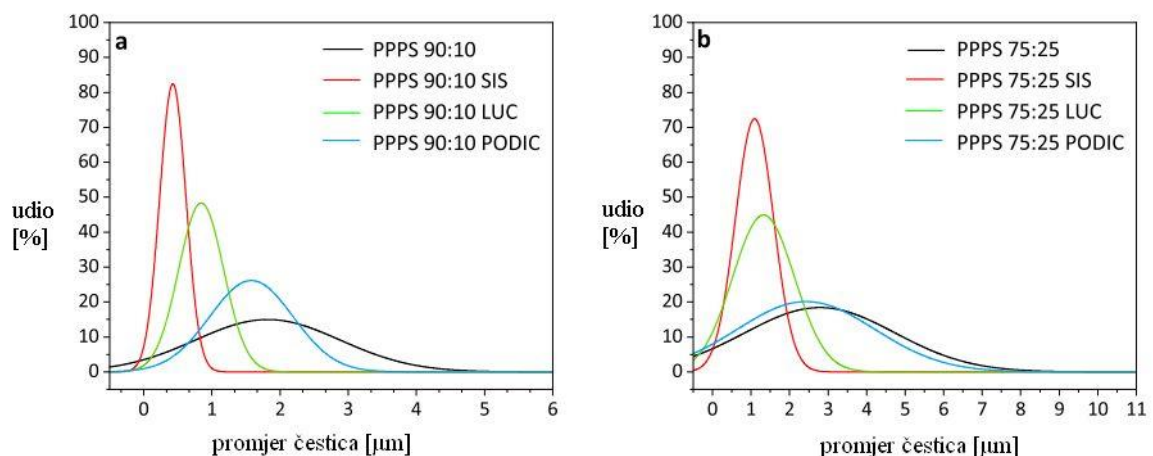 a
PPPS 90:10
PPPS 90:10 SIS
PPPS 90:10 LUC
PPPS 90:10 PODIC
100
90
80
70
60
50
40
30
20
10
0
udio
[%]
0 1 2 3 4 5 6
promjer čestica [µm]
b
PPPS 75:25
PPPS 75:25 SIS
PPPS 75:25 LUC
PPPS 75:25 PODIC
100
90
80
70
60
50
40
30
20
10
0
udio
[%]
0 1 2 3 4 5 6 7 8 9 10 11
promjer čestica [µm]